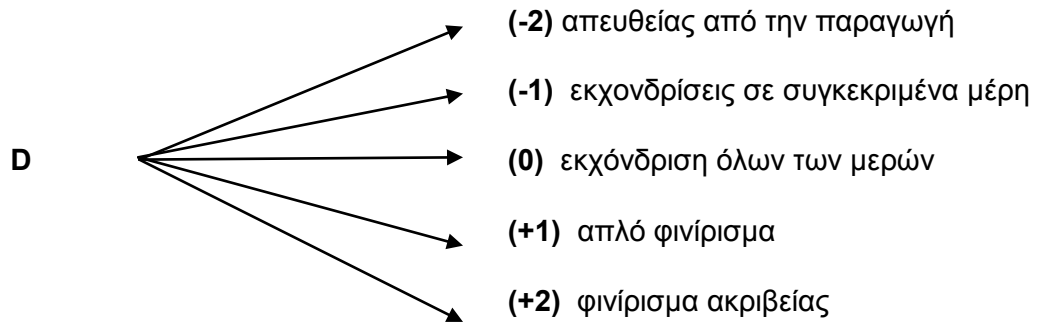 (-2) απευθείας από την παραγωγή
(-1) εκχονδρίσεις σε συγκεκριμένα μέρη
D
(0) εκχόνδριση όλων των μερών
(+1) απλό φινίρισμα
(+2) φινίρισμα ακριβείας